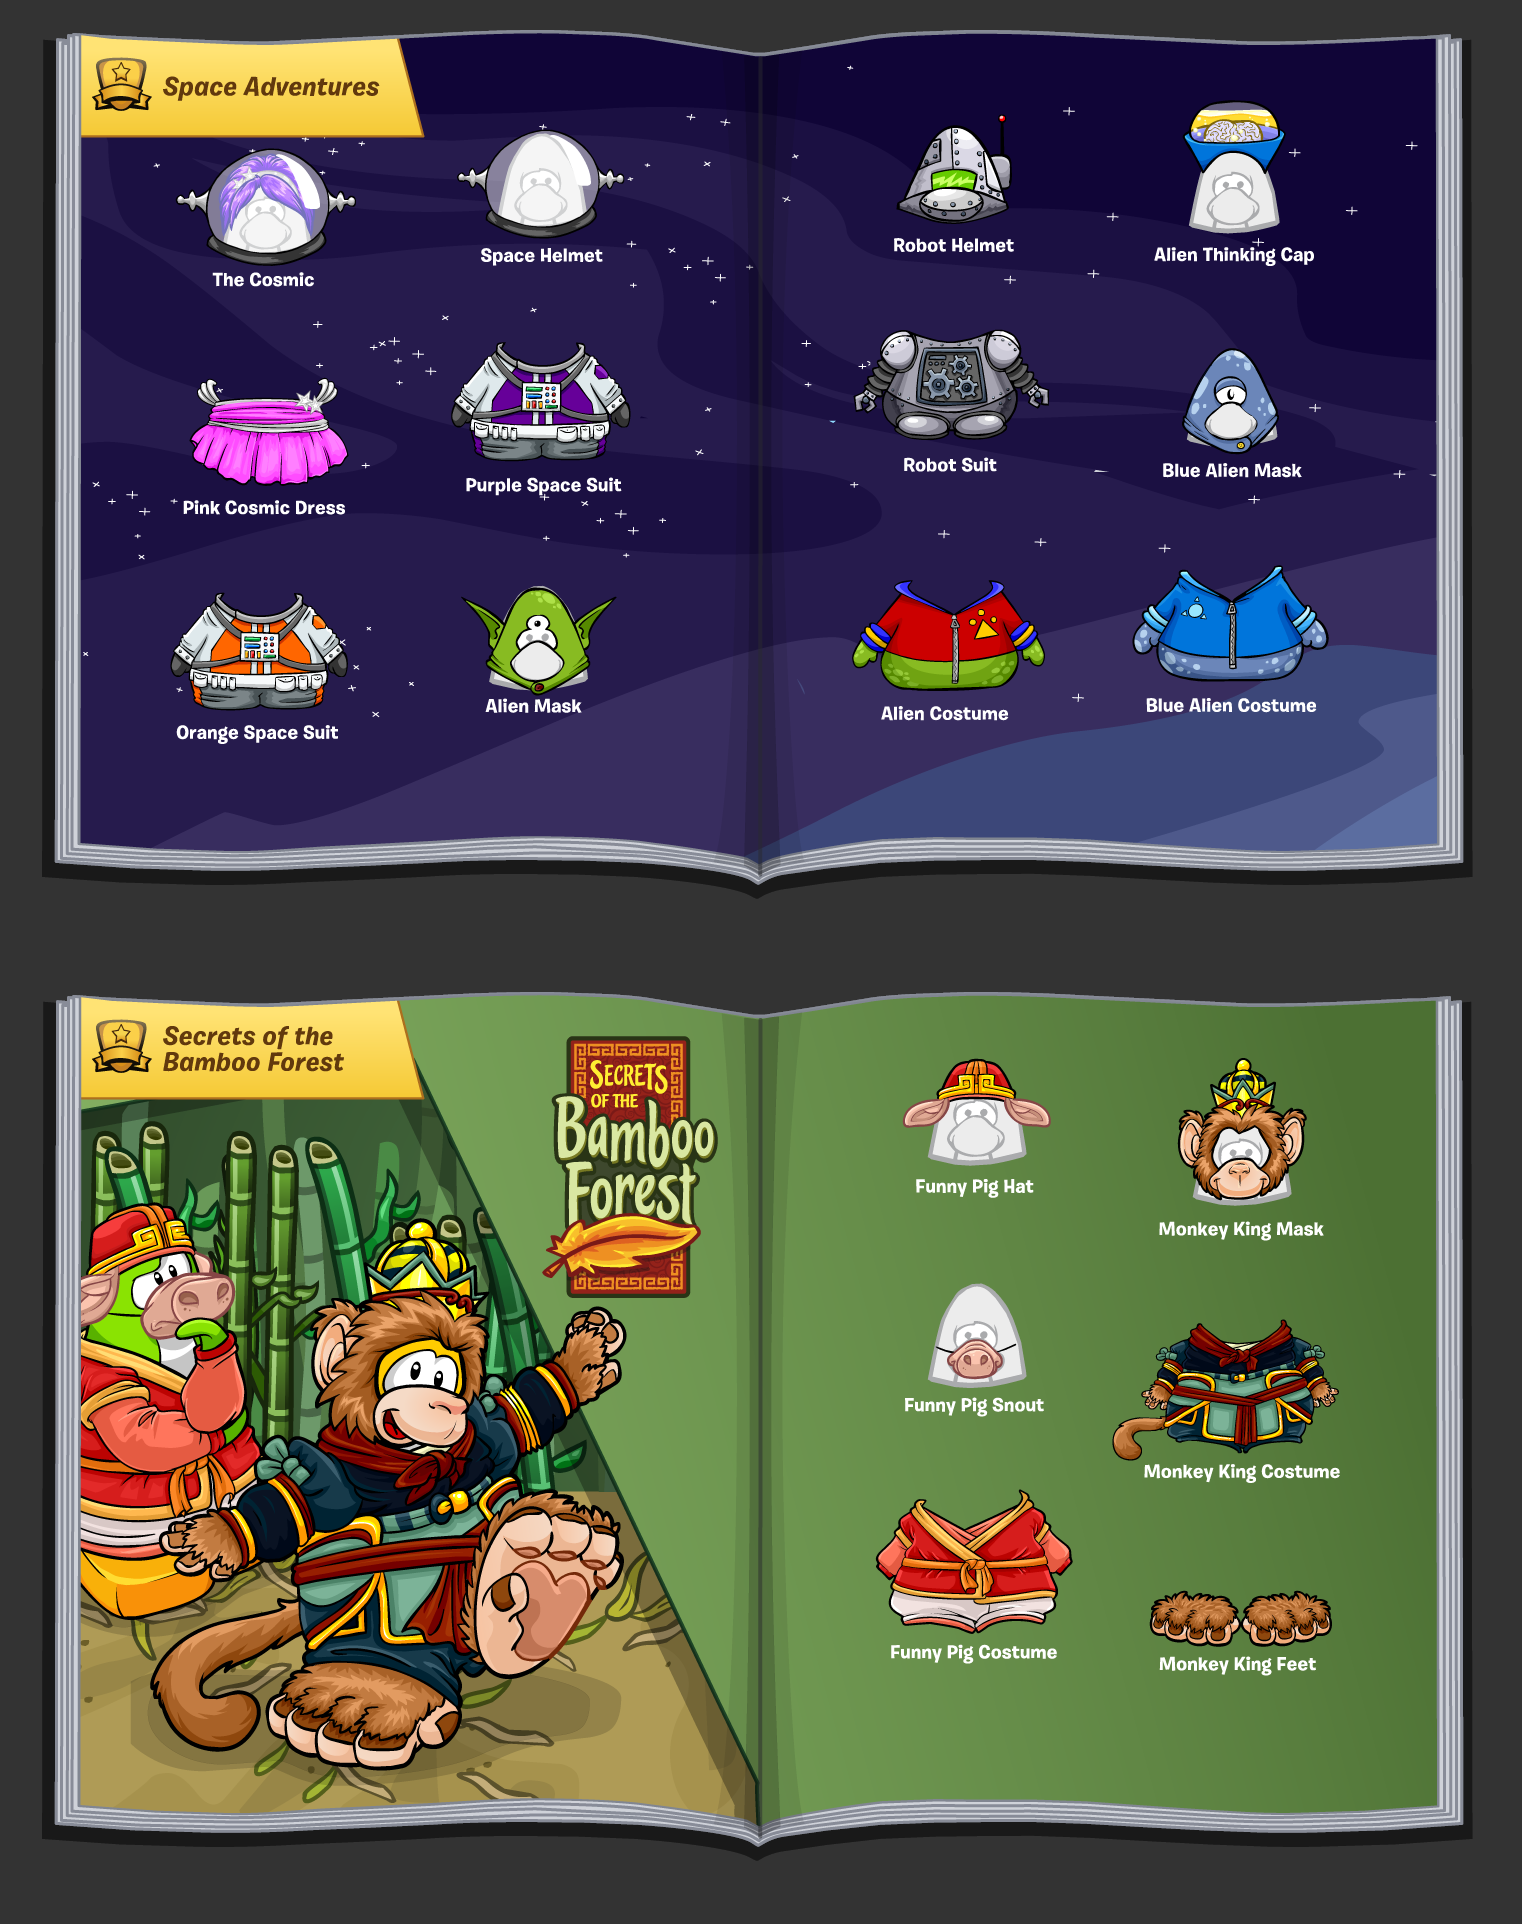 Space Adventures
The Cosmic
Space Helmet
Pink Cosmic Dress
Purple Space Suit
Orange Space Suit
Alien Mask
Robot Helmet
Alien Thinking Cap
Robot Suit
Blue Alien Mask
Alien Costume
Blue Alien Costume
Secrets of the
Bamboo Forest
SECRETS
OF THE
Bamboo
Forest
Funny Pig Hat
Monkey King Mask
Funny Pig Snout
Monkey King Costume
Funny Pig Costume
Monkey King Feet